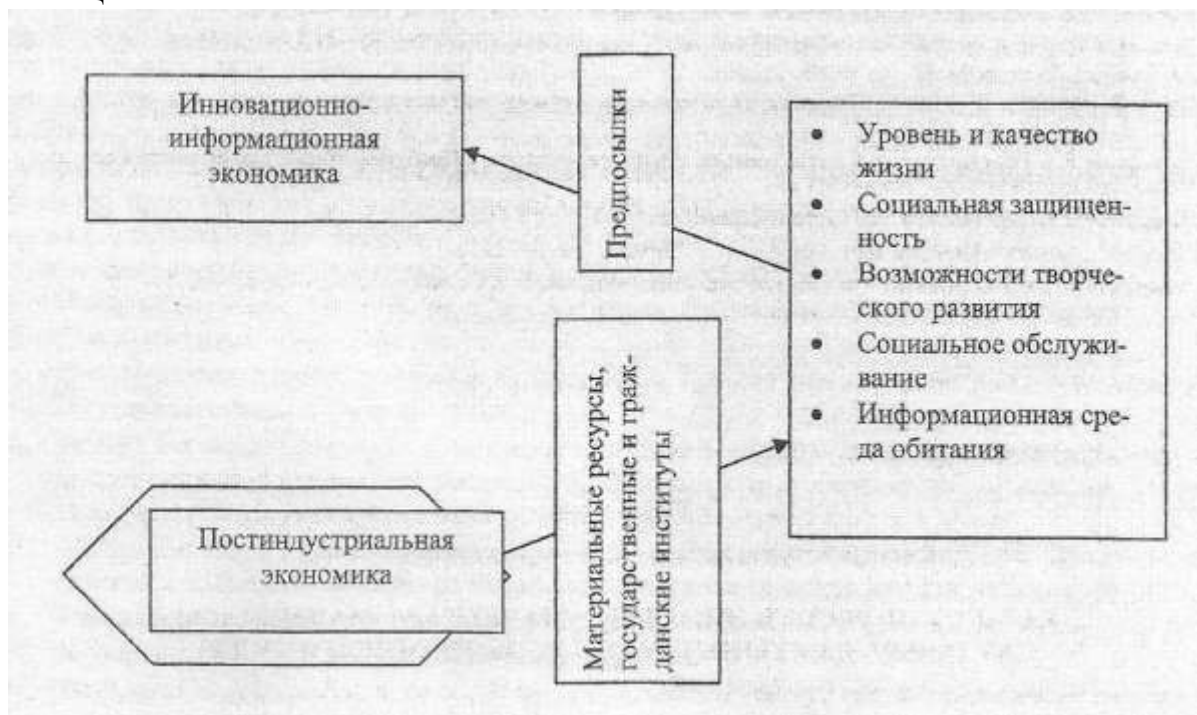 Инновационно-
информационная
экономика
Предпосылки
• Уровень и качество
жизни
• Социальная защищен-
ность
• Возможности творче-
ского развития
• Социальное обслужи-
вание
• Информационная сре-
да обитания
Материальные ресурсы,
государственные и граж-
данские институты
Постиндустриальная
экономика